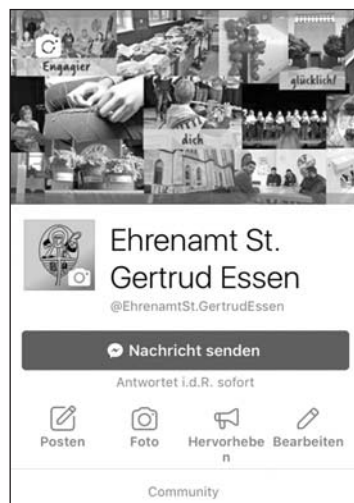 Engagier
glücklich!
dich
Ehrenamt St.
Gertrud Essen
@EhrenamtSt.GertrudEssen
Nachricht senden
Antwortet i.d.R. sofort
Posten Foto Hervorhebe Bearbeiten
n
Community